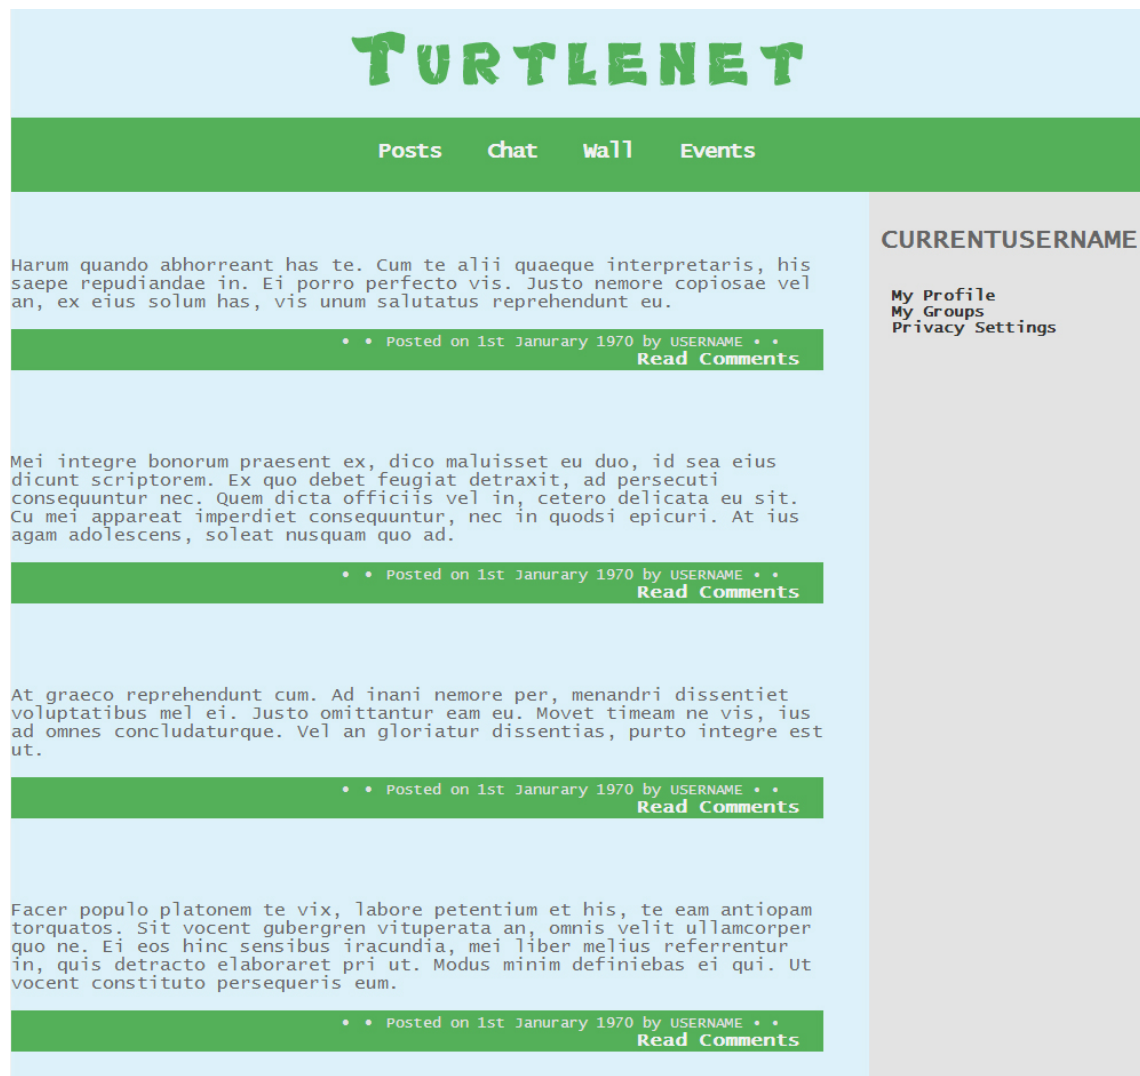 Turtlenet
Posts Chat Wall Events
Harum quando abhorreant has te. Cum te alii quaeque interpretaris, his
saepe repudiandae in. Ei porro perfecto vis. Justo nemore copiosae vel
an, ex eius solum has, vis unum salutatus reprehendunt eu.
• • Posted on 1st Janurary 1970 by USERNAME • •
Read Comments
Mei integre bonorum praesent ex, dico maluisset eu duo, id sea eius
dicunt scriptorem. Ex quo debet feugiat detraxit, ad persecuti
consequuntur nec. Quem dicta officiis vel in, cetero delicata eu sit.
Cu mei appareat imperdiet consequuntur, nec in quodsi epicuri. At ius
agam adolescens, soleat nusquam quo ad.
• • Posted on 1st Janurary 1970 by USERNAME • •
Read Comments
At graeco reprehendunt cum. Ad inani nemore per, menandri dissentiet
voluptatibus mel ei. Justo omittantur eam eu. Movet timeam ne vis, ius
ad omnes concludaturque. Vel an gloriatur dissentias, purto integre est
ut.
• • Posted on 1st Janurary 1970 by USERNAME • •
Read Comments
Facer populo platonem te vix, labore petentium et his, te eam antiopam
torquatos. Sit vocent gubergren vituperata an, omnis velit ullamcorper
quo ne. Ei eos hinc sensibus iracundia, mei liber melius referrentur
in, quis detracto elaboraret pri ut. Modus minim definiebas ei qui. Ut
vocent constituto persequeris eum.
• • Posted on 1st Janurary 1970 by USERNAME • •
Read Comments
CURRENTUSERNAME
My Profile
My Groups
Privacy Settings